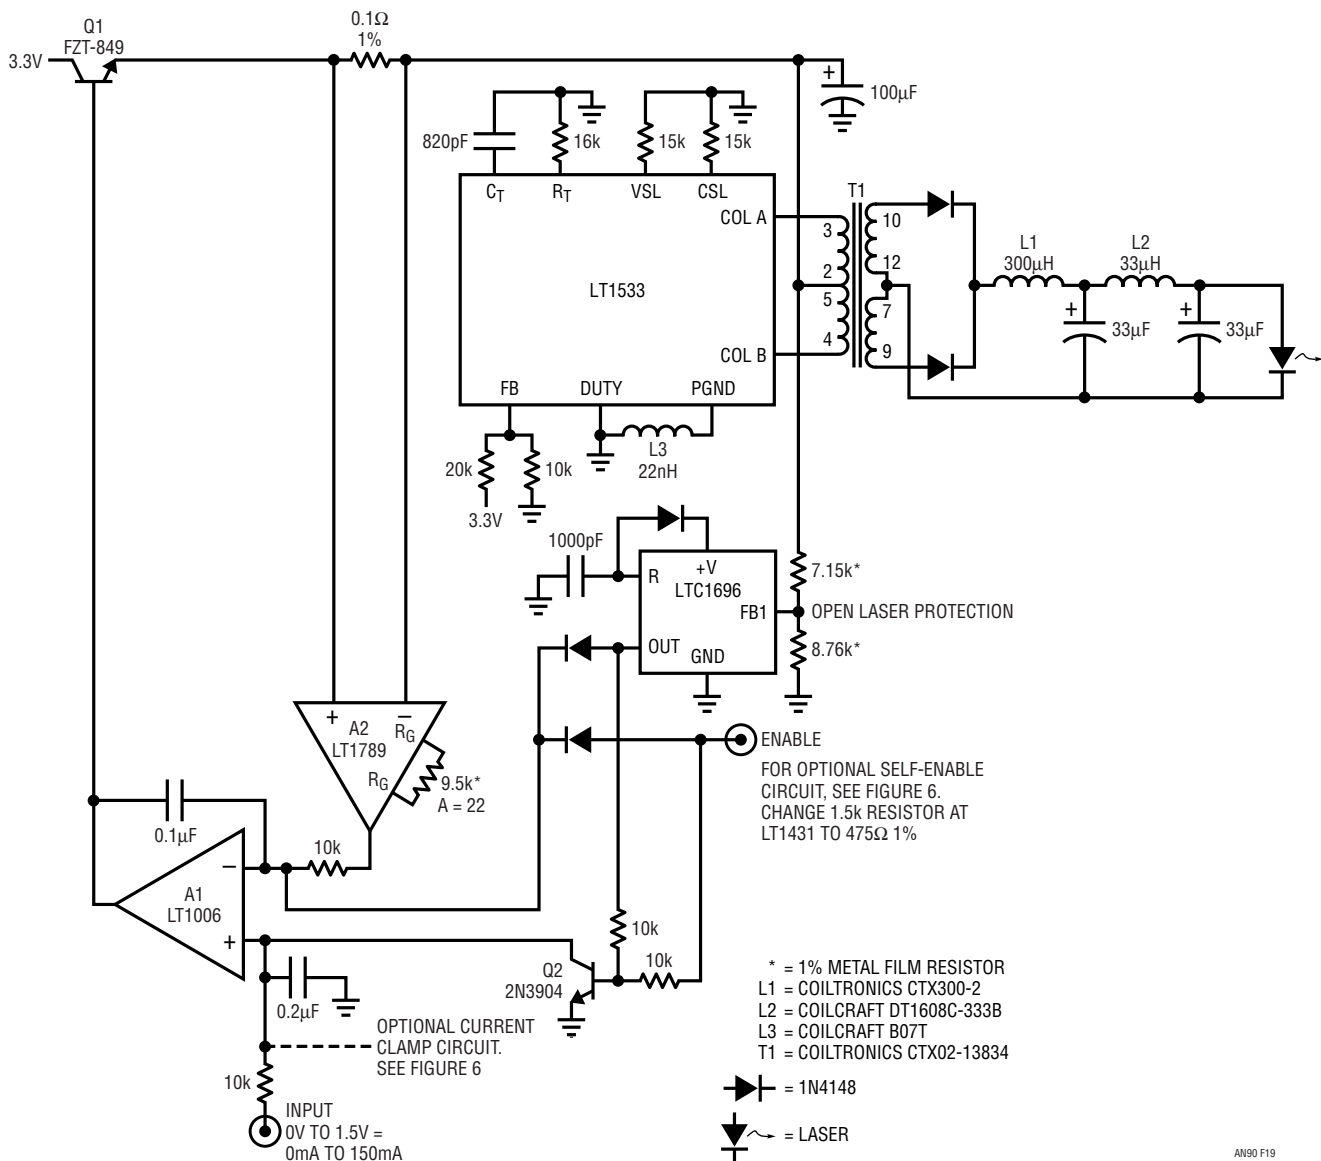 Q1
FZT-849
3.3V
0.1Ω
1%
+
100µF
820pF
16k
15k
15k
CT
RT
VSL
CSL
COL A
LT1533
COL B
FB
DUTY
PGND
T1
3
2
5
4
10
12
7
9
L1
300µH
L2
33µH
+
33µF
+
33µF
20k
10k
3.3V
L3
22nH
1000pF
R
+V
LTC1696
FB1
OUT
GND
7.15k*
OPEN LASER PROTECTION
8.76k*
+
–
A2
LT1789
RG
RG
9.5k*
A = 22
ENABLE
FOR OPTIONAL SELF-ENABLE
CIRCUIT, SEE FIGURE 6.
CHANGE 1.5k RESISTOR AT
LT1431 TO 475Ω 1%
0.1µF
10k
–
A1
LT1006
+
0.2µF
Q2
2N3904
10k
10k
OPTIONAL CURRENT
CLAMP CIRCUIT.
SEE FIGURE 6
10k
INPUT
0V TO 1.5V =
0mA TO 150mA
* = 1% METAL FILM RESISTOR
L1 = COILTRONICS CTX300-2
L2 = COILCRAFT DT1608C-333B
L3 = COILCRAFT B07T
T1 = COILTRONICS CTX02-13834
= 1N4148
= LASER
AN90 F19